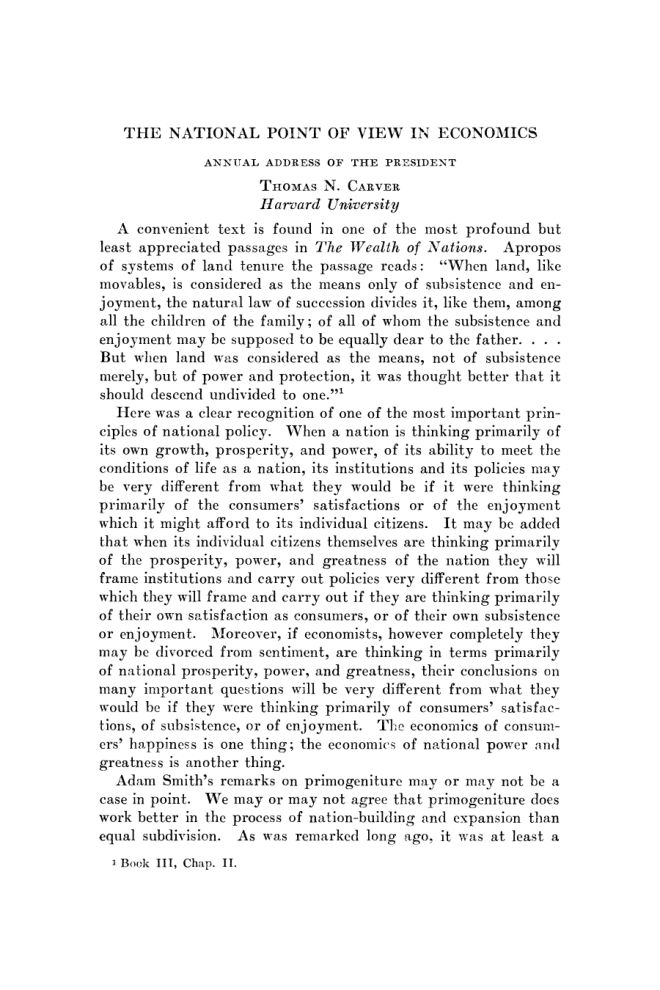 THE NATIONAL POINT OF VIEW IN ECONOMICS
ANNUAL ADDRESS OF THE PRESIDENT
THOMAS N. CARVER
Harvard University
A convenient text is found in one of the most profound but
least appreciated passages in The Wealth of Nations. Apropos
of systems of land tenure the passage reads: "When land, like
movables, is considered as the means only of subsistence and en-
joyment, the natural law of succession divides it, like them, among
all the children of the family; of all of whom the subsistence and
enjoyment may be supposed to be equally dear to the father. . . .
But when land was considered as the means, not of subsistence
merely, but of power and protection, it was thought better that it
should descend undivided to one."¹
Here was a clear recognition of one of the most important prin-
ciples of national policy. When a nation is thinking primarily of
its own growth, prosperity, and power, of its ability to meet the
conditions of life as a nation, its institutions and its policies may
be very different from what they would be if it were thinking
primarily of the consumers' satisfactions or of the enjoyment
which it might afford to its individual citizens. It may be added
that when its individual citizens themselves are thinking primarily
of the prosperity, power, and greatness of the nation they will
frame institutions and carry out policies very different from those
which they will frame and carry out if they are thinking primarily
of their own satisfaction as consumers, or of their own subsistence
or enjoyment. Moreover, if economists, however completely they
may be divorced from sentiment, are thinking in terms primarily
of national prosperity, power, and greatness, their conclusions on
many important questions will be very different from what they
would be if they were thinking primarily of consumers' satisfac-
tions, of subsistence, or of enjoyment. The economics of consum-
ers' happiness is one thing; the economics of national power and
greatness is another thing.
Adam Smith's remarks on primogeniture may or may not be a
case in point. We may or may not agree that primogeniture does
work better in the process of nation-building and expansion than
equal subdivision. As was remarked long ago, it was at least a
¹ Book III, Chap. II.